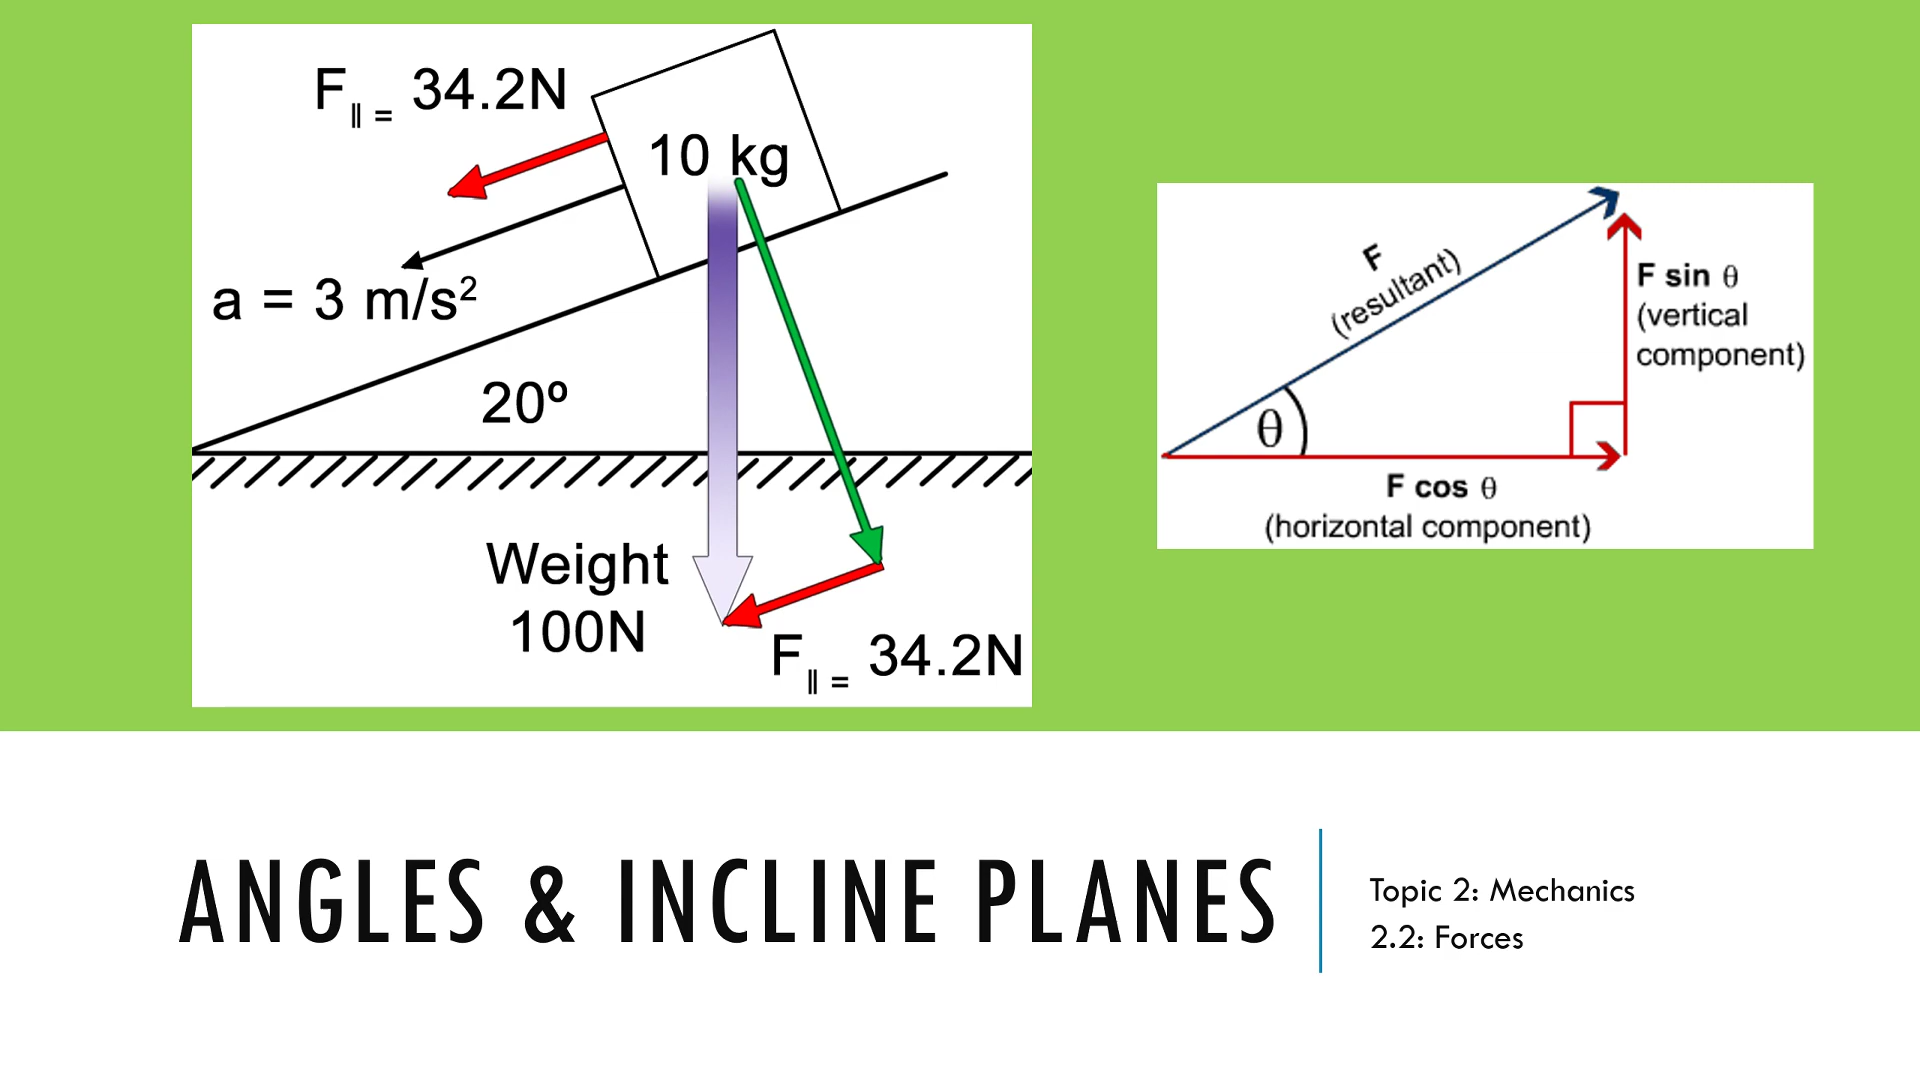 F|| = 34.2N
10 kg
a = 3 m/s²
20º
Weight
100N
F|| = 34.2N
F
(resultant)
F sin θ
(vertical
component)
θ
F cos θ
(horizontal component)
ANGLES & INCLINE PLANES
Topic 2: Mechanics
2.2: Forces